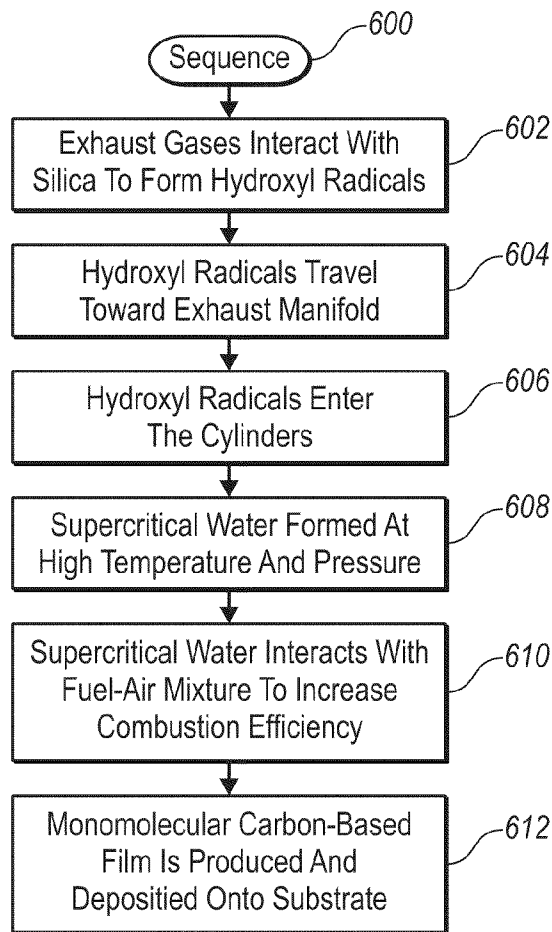 600
Sequence
602
Exhaust Gases Interact With
Silica To Form Hydroxyl Radicals
604
Hydroxyl Radicals Travel
Toward Exhaust Manifold
606
Hydroxyl Radicals Enter
The Cylinders
608
Supercritical Water Formed At
High Temperature And Pressure
610
Supercritical Water Interacts With
Fuel-Air Mixture To Increase
Combustion Efficiency
612
Monomolecular Carbon-Based
Film Is Produced And
Depositied Onto Substrate